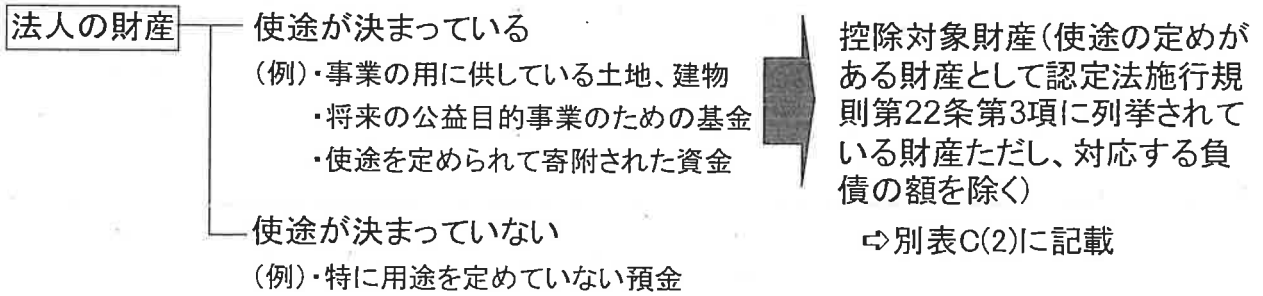 法人の財産
使途が決まっている
(例)・事業の用に供している土地、建物
・将来の公益目的事業のための基金
・使途を定められて寄附された資金
控除対象財産(使途の定めが
ある財産として認定法施行規
則第22条第3項に列挙されて
いる財産ただし、対応する負
債の額を除く)
⇨別表C(2)に記載
使途が決まっていない
(例)・特に用途を定めていない預金